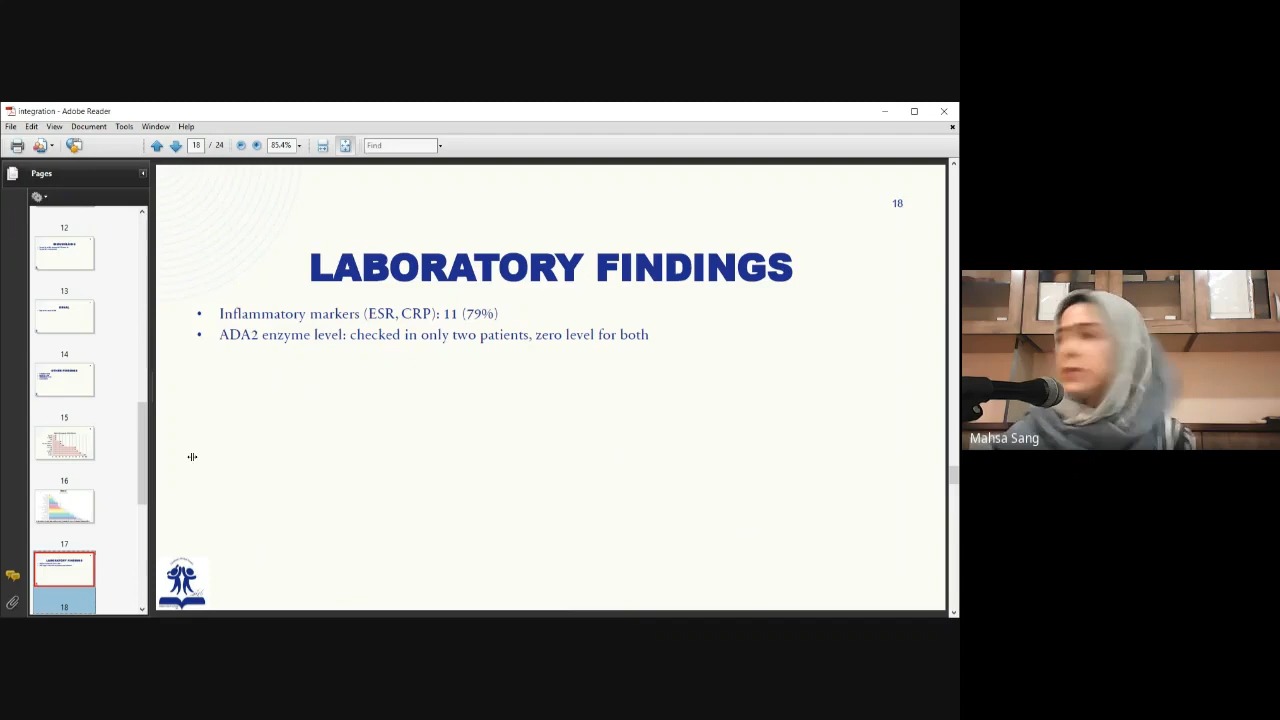 integration - Adobe Reader
File Edit View Document Tools Window Help
18 / 24 85.4% Find
Pages
12
13
14
15
16
17
18
18
LABORATORY FINDINGS
• Inflammatory markers (ESR, CRP): 11 (79%)
• ADA2 enzyme level: checked in only two patients, zero level for both
Mahsa Sang